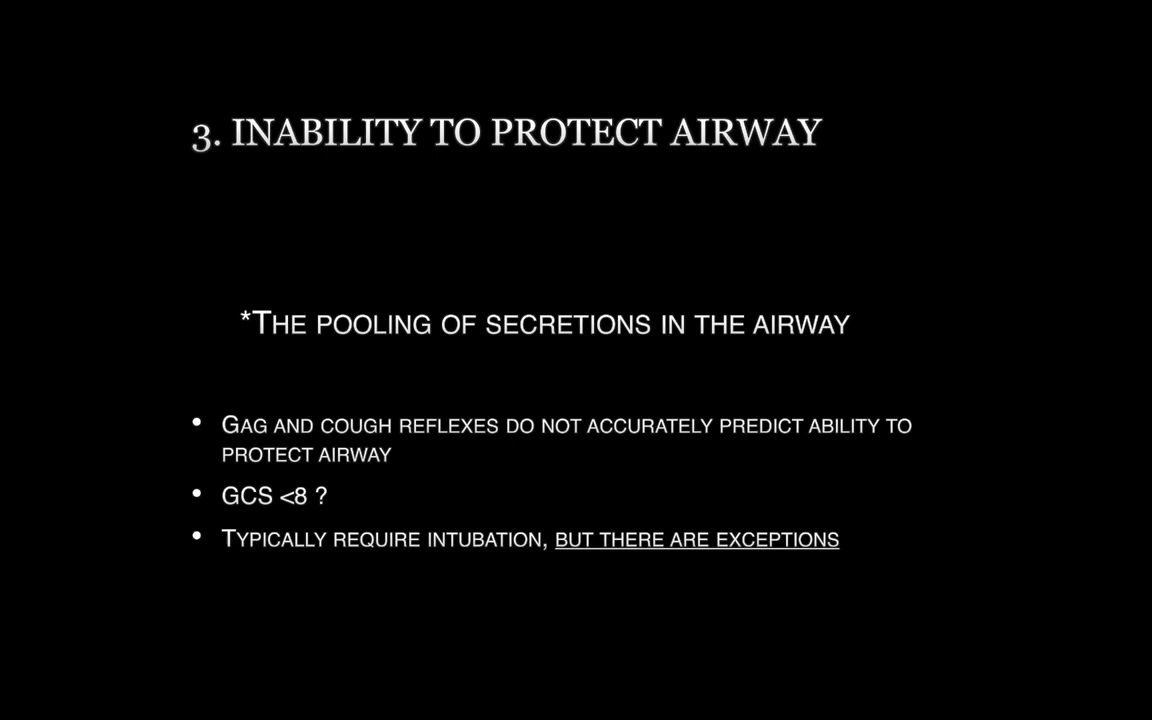 3. INABILITY TO PROTECT AIRWAY
*THE POOLING OF SECRETIONS IN THE AIRWAY
• GAG AND COUGH REFLEXES DO NOT ACCURATELY PREDICT ABILITY TO
PROTECT AIRWAY
• GCS <8 ?
• TYPICALLY REQUIRE INTUBATION, BUT THERE ARE EXCEPTIONS